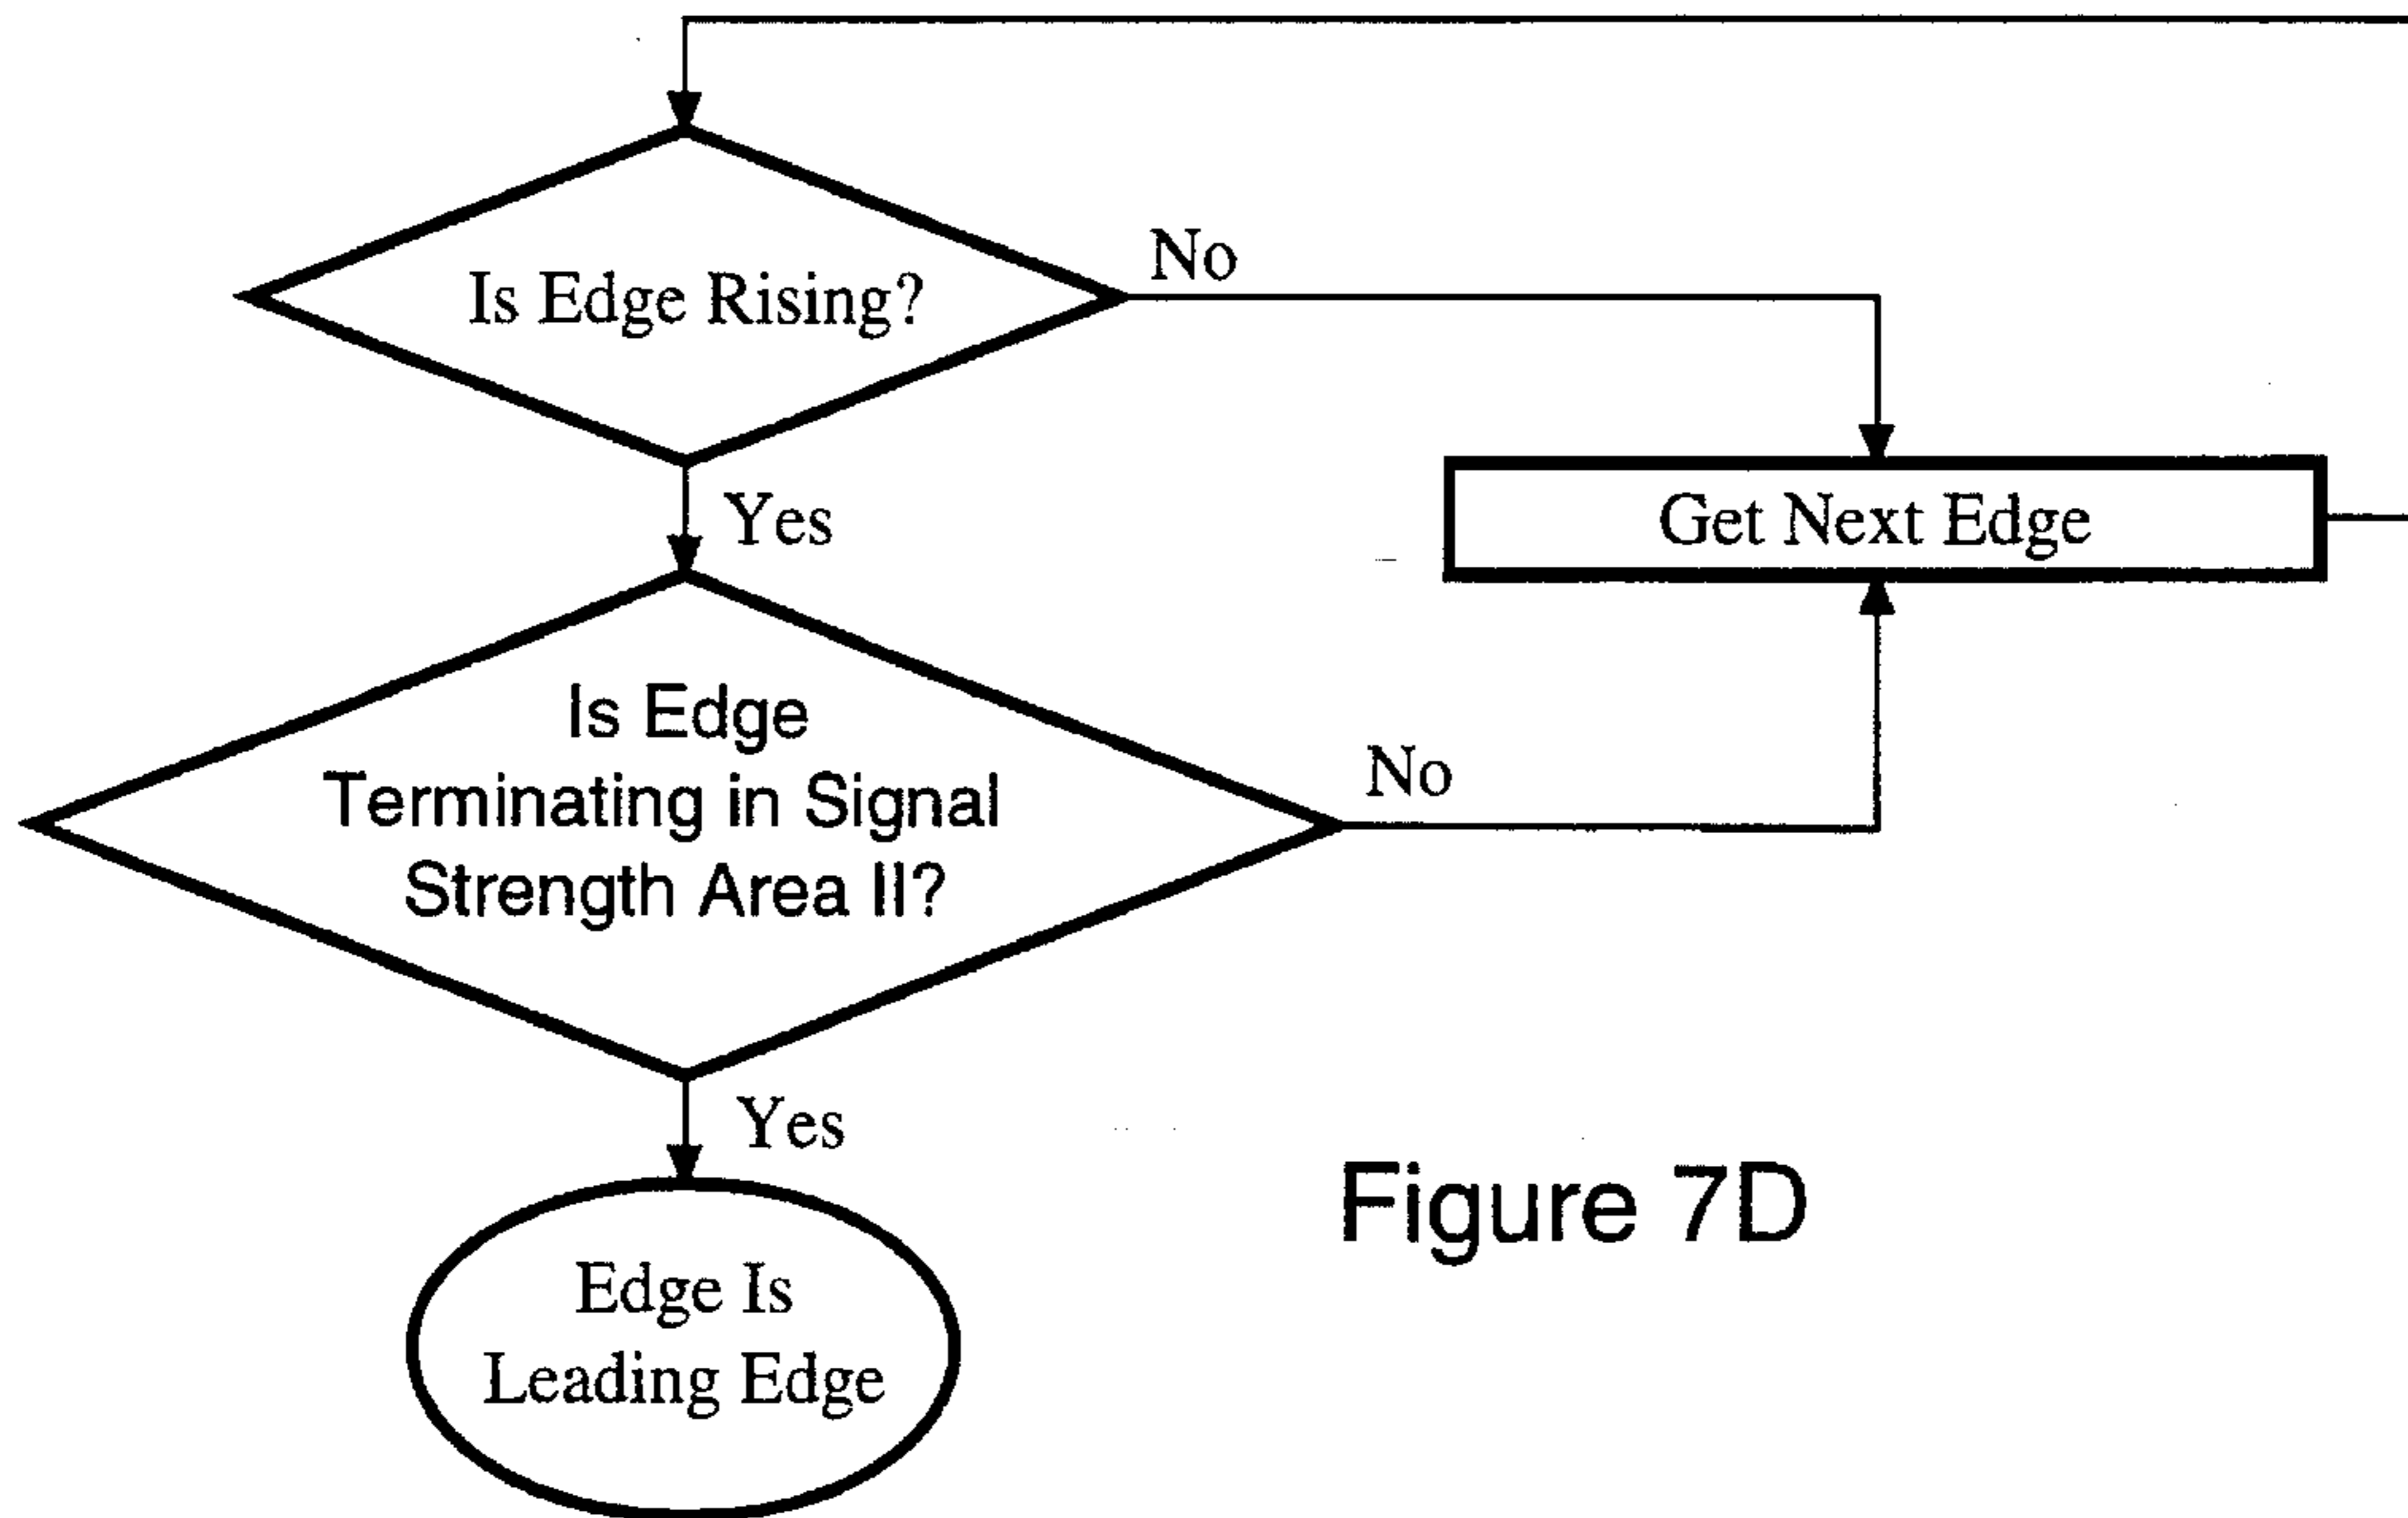 Is Edge Rising?
No
Yes
Get Next Edge
Is Edge
Terminating in Signal
Strength Area II?
No
Yes
Edge Is
Leading Edge
Figure 7D